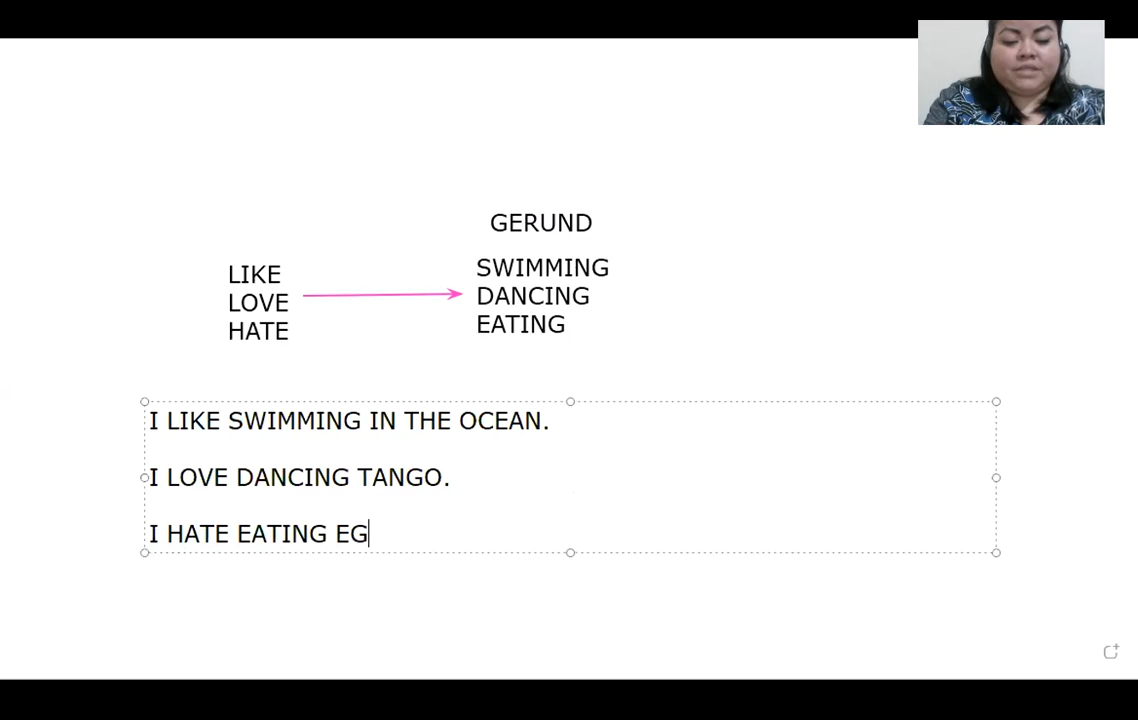 GERUND
LIKE
LOVE
HATE
SWIMMING
DANCING
EATING
I LIKE SWIMMING IN THE OCEAN.
I LOVE DANCING TANGO.
I HATE EATING EG